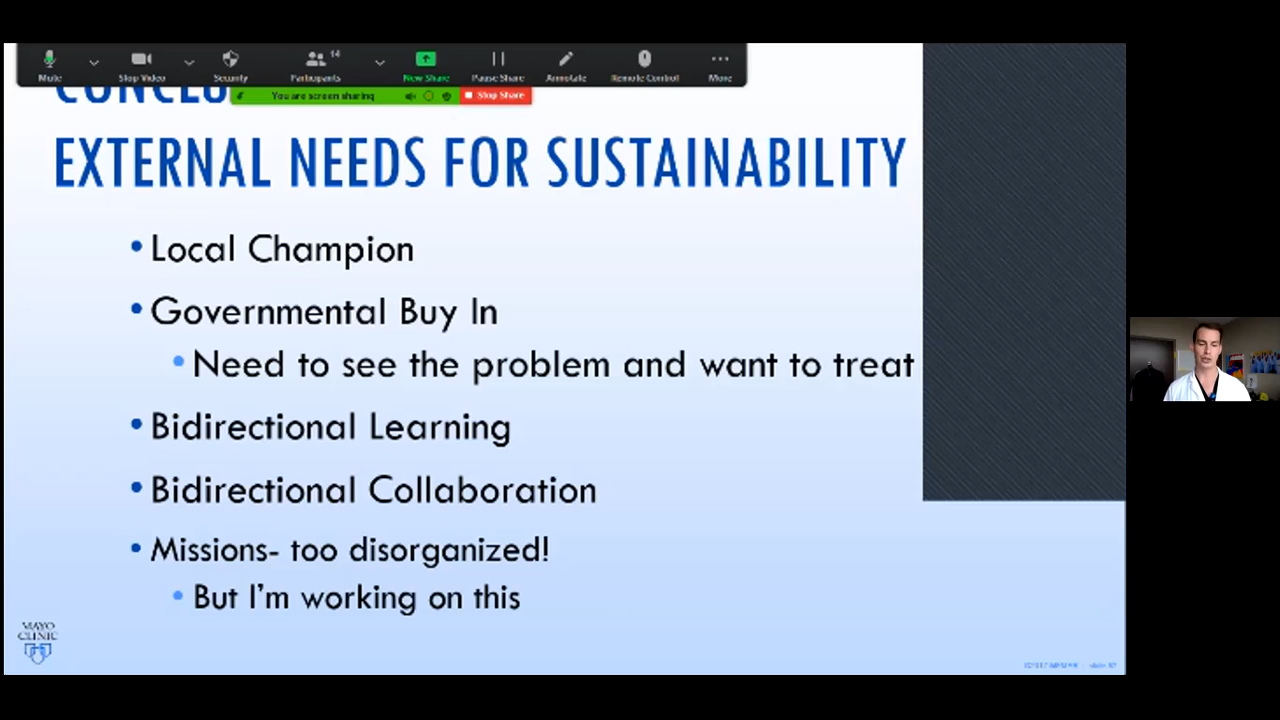 14
Mute
Stop Video
Security
Participants
New Share
Pause Share
Annotate
Remote Control
More
You are screen sharing
Stop Share
EXTERNAL NEEDS FOR SUSTAINABILITY
• Local Champion
• Governmental Buy In
• Need to see the problem and want to treat
• Bidirectional Learning
• Bidirectional Collaboration
• Missions- too disorganized!
• But I'm working on this
MAYO
CLINIC